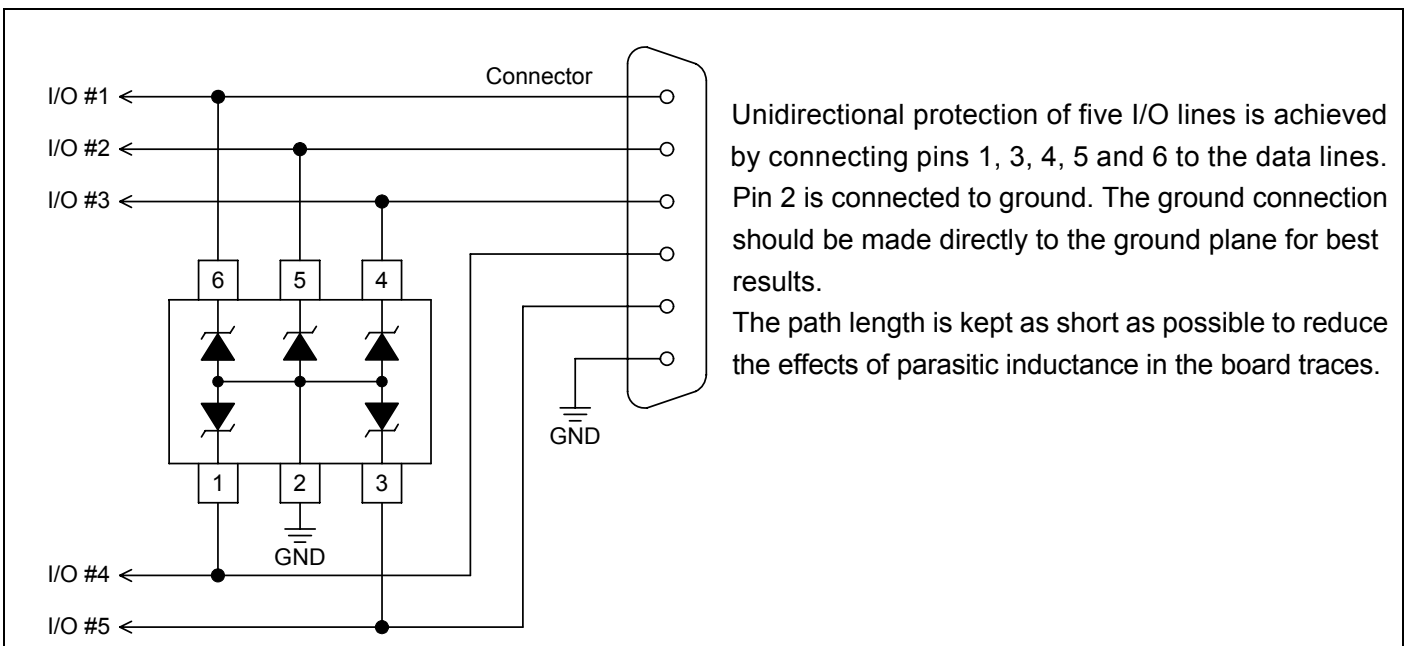 Connector
I/O #1
I/O #2
I/O #3
6 5 4
1 2 3
GND
GND
I/O #4
I/O #5
Unidirectional protection of five I/O lines is achieved
by connecting pins 1, 3, 4, 5 and 6 to the data lines.
Pin 2 is connected to ground. The ground connection
should be made directly to the ground plane for best
results.
The path length is kept as short as possible to reduce
the effects of parasitic inductance in the board traces.